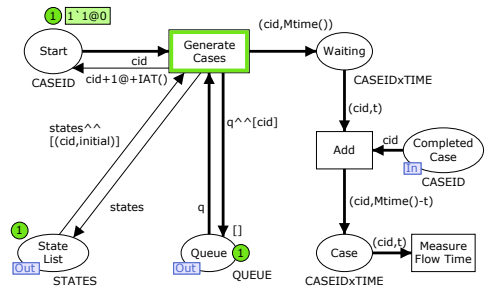 1 1`1@0
Start
CASEID
cid
cid+1@+IAT()
Generate
Cases
(cid,Mtime())
Waiting
CASEIDxTIME
(cid,t)
states^^
[(cid,initial)]
q^^[cid]
Add
cid
Completed
Case
In
CASEID
states
q
[]
(cid,Mtime()-t)
1
State
List
Out
STATES
Queue
1
Out
QUEUE
Case
CASEIDxTIME
(cid,t)
Measure
Flow Time